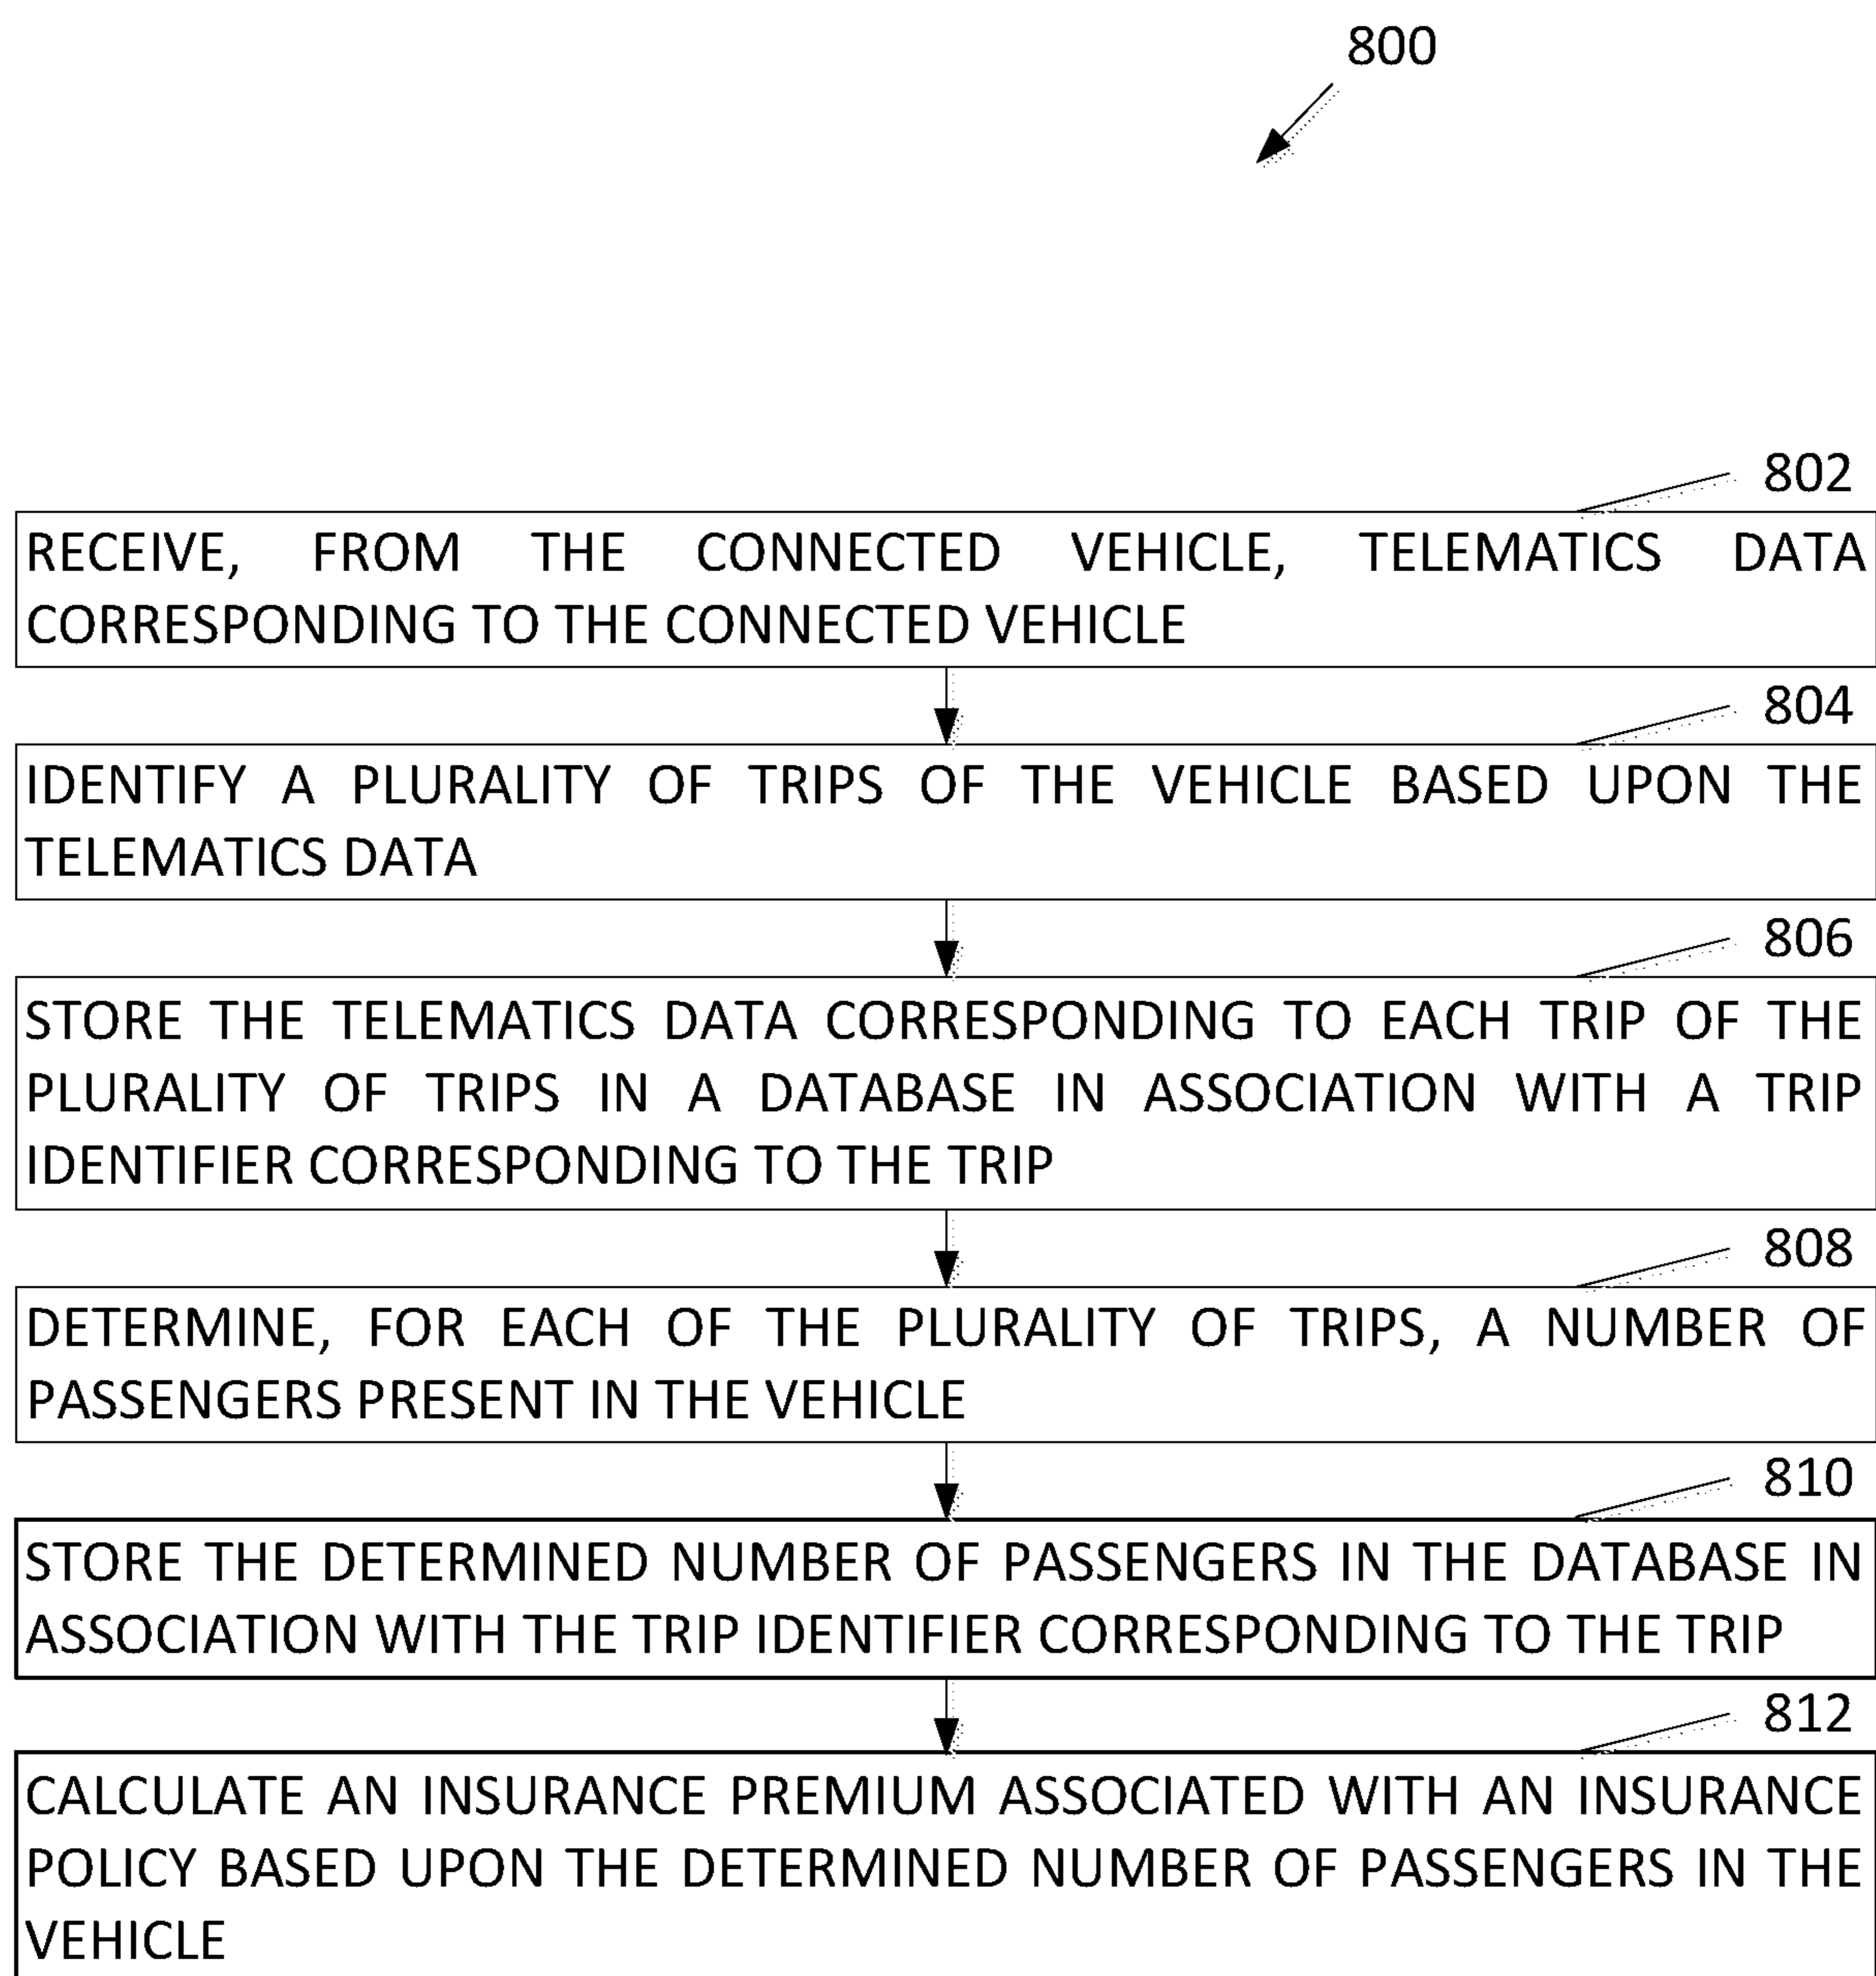 800
802
RECEIVE, FROM THE CONNECTED VEHICLE, TELEMATICS DATA
CORRESPONDING TO THE CONNECTED VEHICLE
804
IDENTIFY A PLURALITY OF TRIPS OF THE VEHICLE BASED UPON THE
TELEMATICS DATA
806
STORE THE TELEMATICS DATA CORRESPONDING TO EACH TRIP OF THE
PLURALITY OF TRIPS IN A DATABASE IN ASSOCIATION WITH A TRIP
IDENTIFIER CORRESPONDING TO THE TRIP
808
DETERMINE, FOR EACH OF THE PLURALITY OF TRIPS, A NUMBER OF
PASSENGERS PRESENT IN THE VEHICLE
810
STORE THE DETERMINED NUMBER OF PASSENGERS IN THE DATABASE IN
ASSOCIATION WITH THE TRIP IDENTIFIER CORRESPONDING TO THE TRIP
812
CALCULATE AN INSURANCE PREMIUM ASSOCIATED WITH AN INSURANCE
POLICY BASED UPON THE DETERMINED NUMBER OF PASSENGERS IN THE
VEHICLE